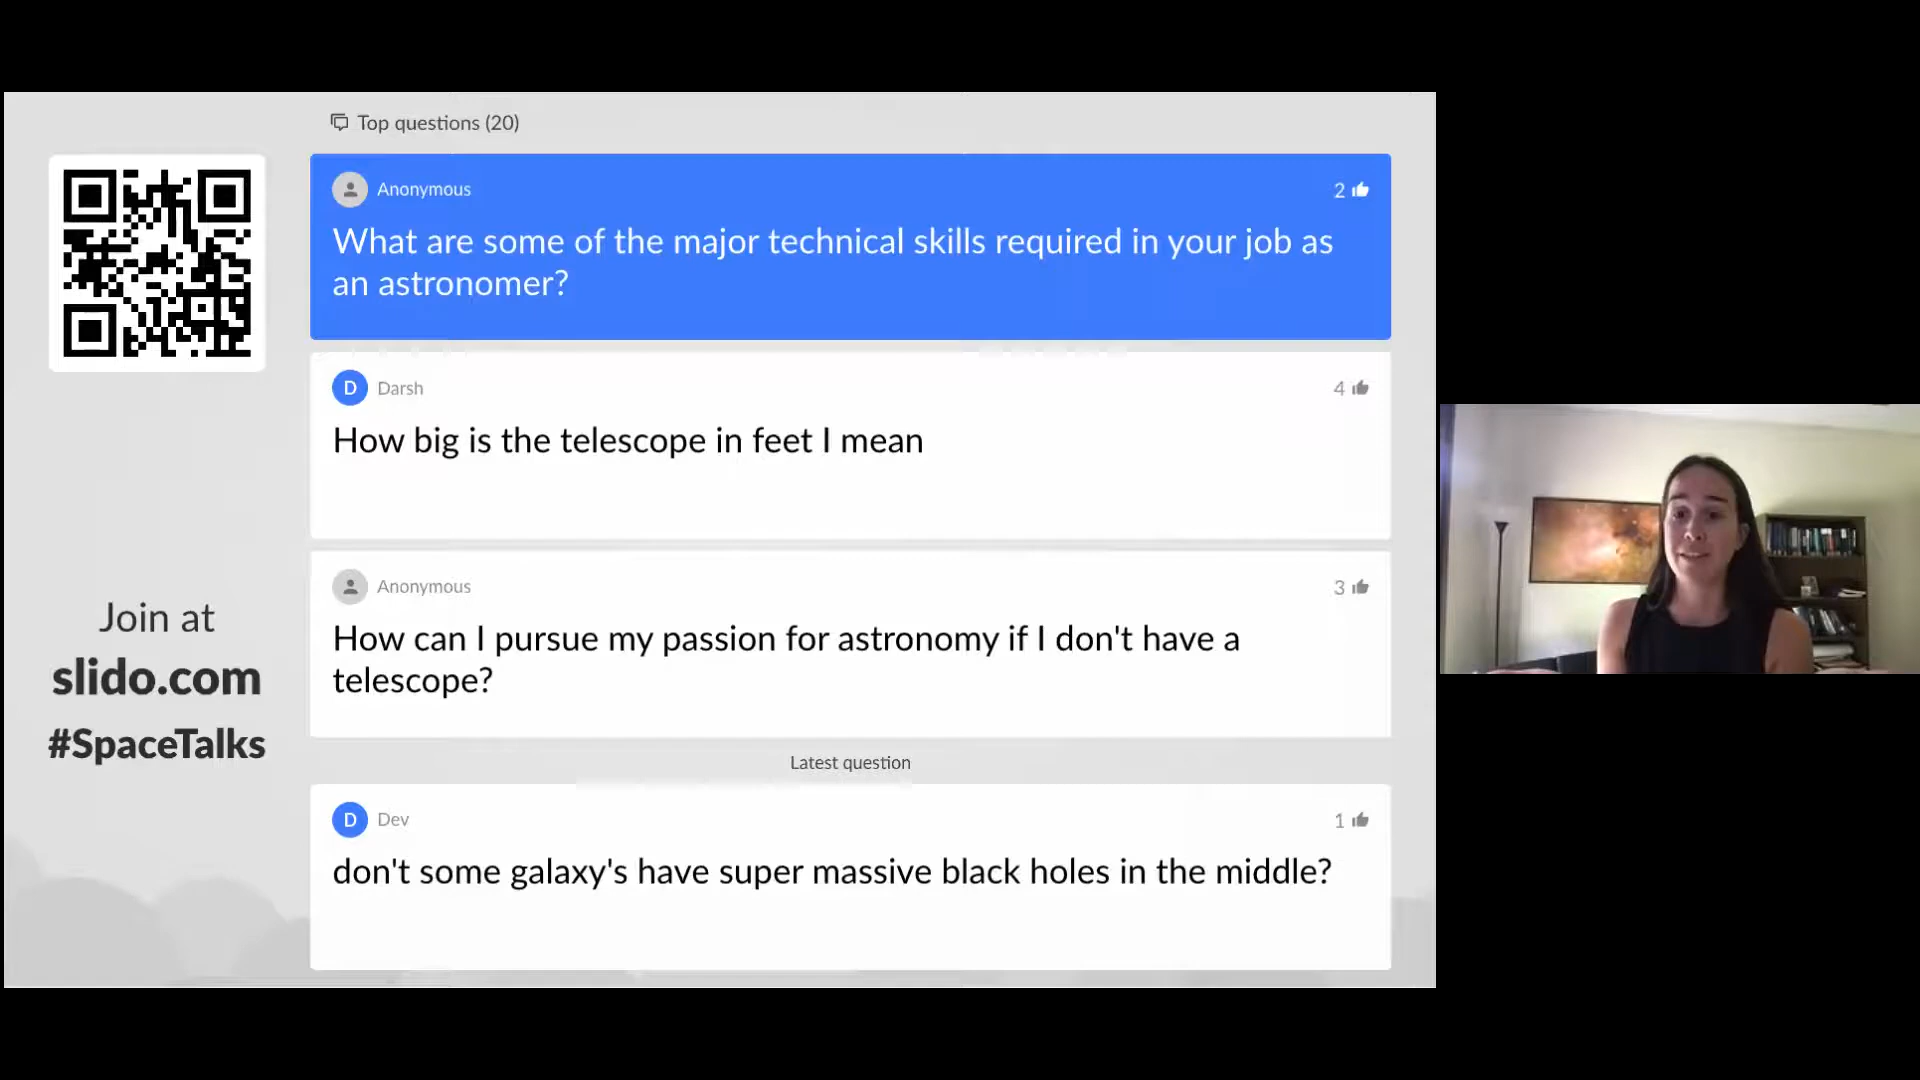 Top questions (20)
Anonymous
2
What are some of the major technical skills required in your job as
an astronomer?
D
Darsh
4
How big is the telescope in feet I mean
Anonymous
3
How can I pursue my passion for astronomy if I don't have a
telescope?
Latest question
D
Dev
1
don't some galaxy's have super massive black holes in the middle?
Join at
slido.com
#SpaceTalks